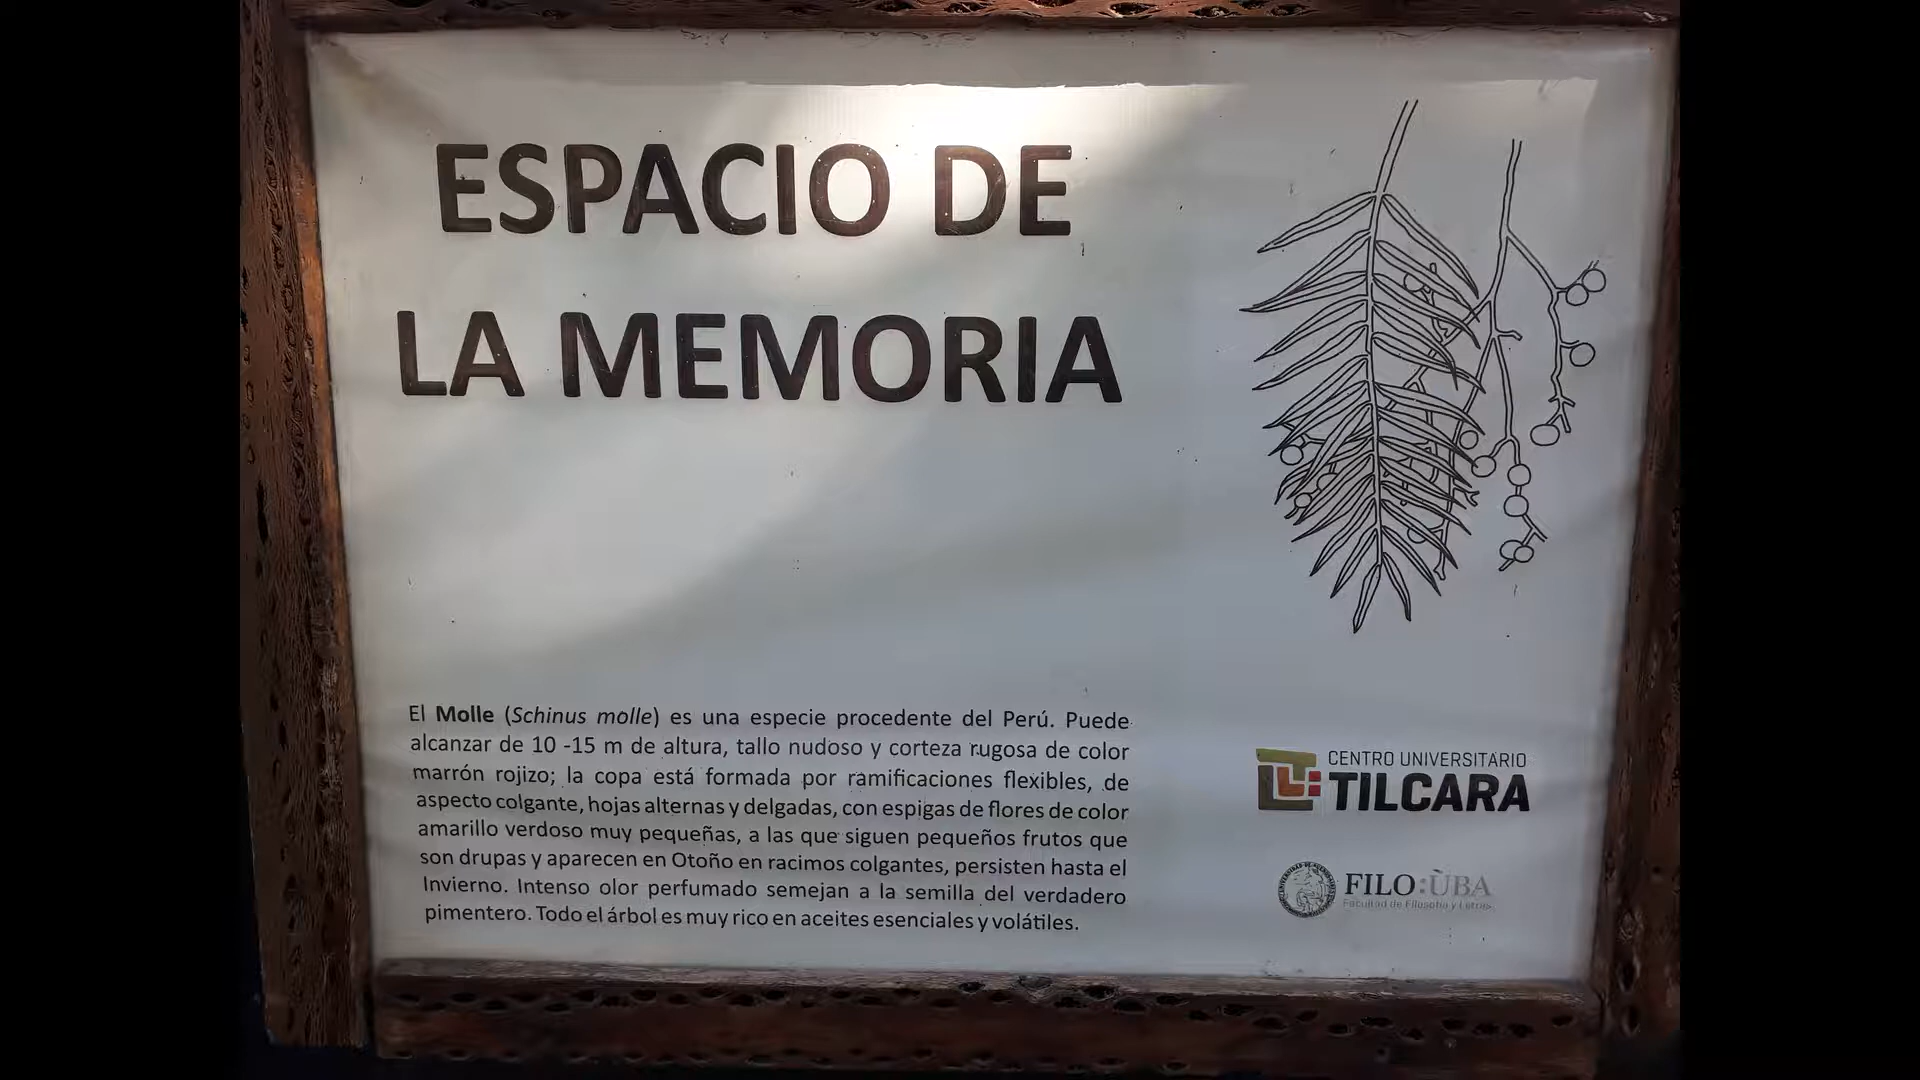 ESPACIO DE
LA MEMORIA
El Molle (Schinus molle) es una especie procedente del Perú. Puede
alcanzar de 10 -15 m de altura, tallo nudoso y corteza rugosa de color
marrón rojizo; la copa está formada por ramificaciones flexibles, de
aspecto colgante, hojas alternas y delgadas, con espigas de flores de color
amarillo verdoso muy pequeñas, a las que siguen pequeños frutos que
son drupas y aparecen en Otoño en racimos colgantes, persisten hasta el
Invierno. Intenso olor perfumado semejan a la semilla del verdadero
pimentero. Todo el árbol es muy rico en aceites esenciales y volátiles.
CENTRO UNIVERSITARIO
TILCARA
FILO:UBA
Facultad de Filosofía y Letras